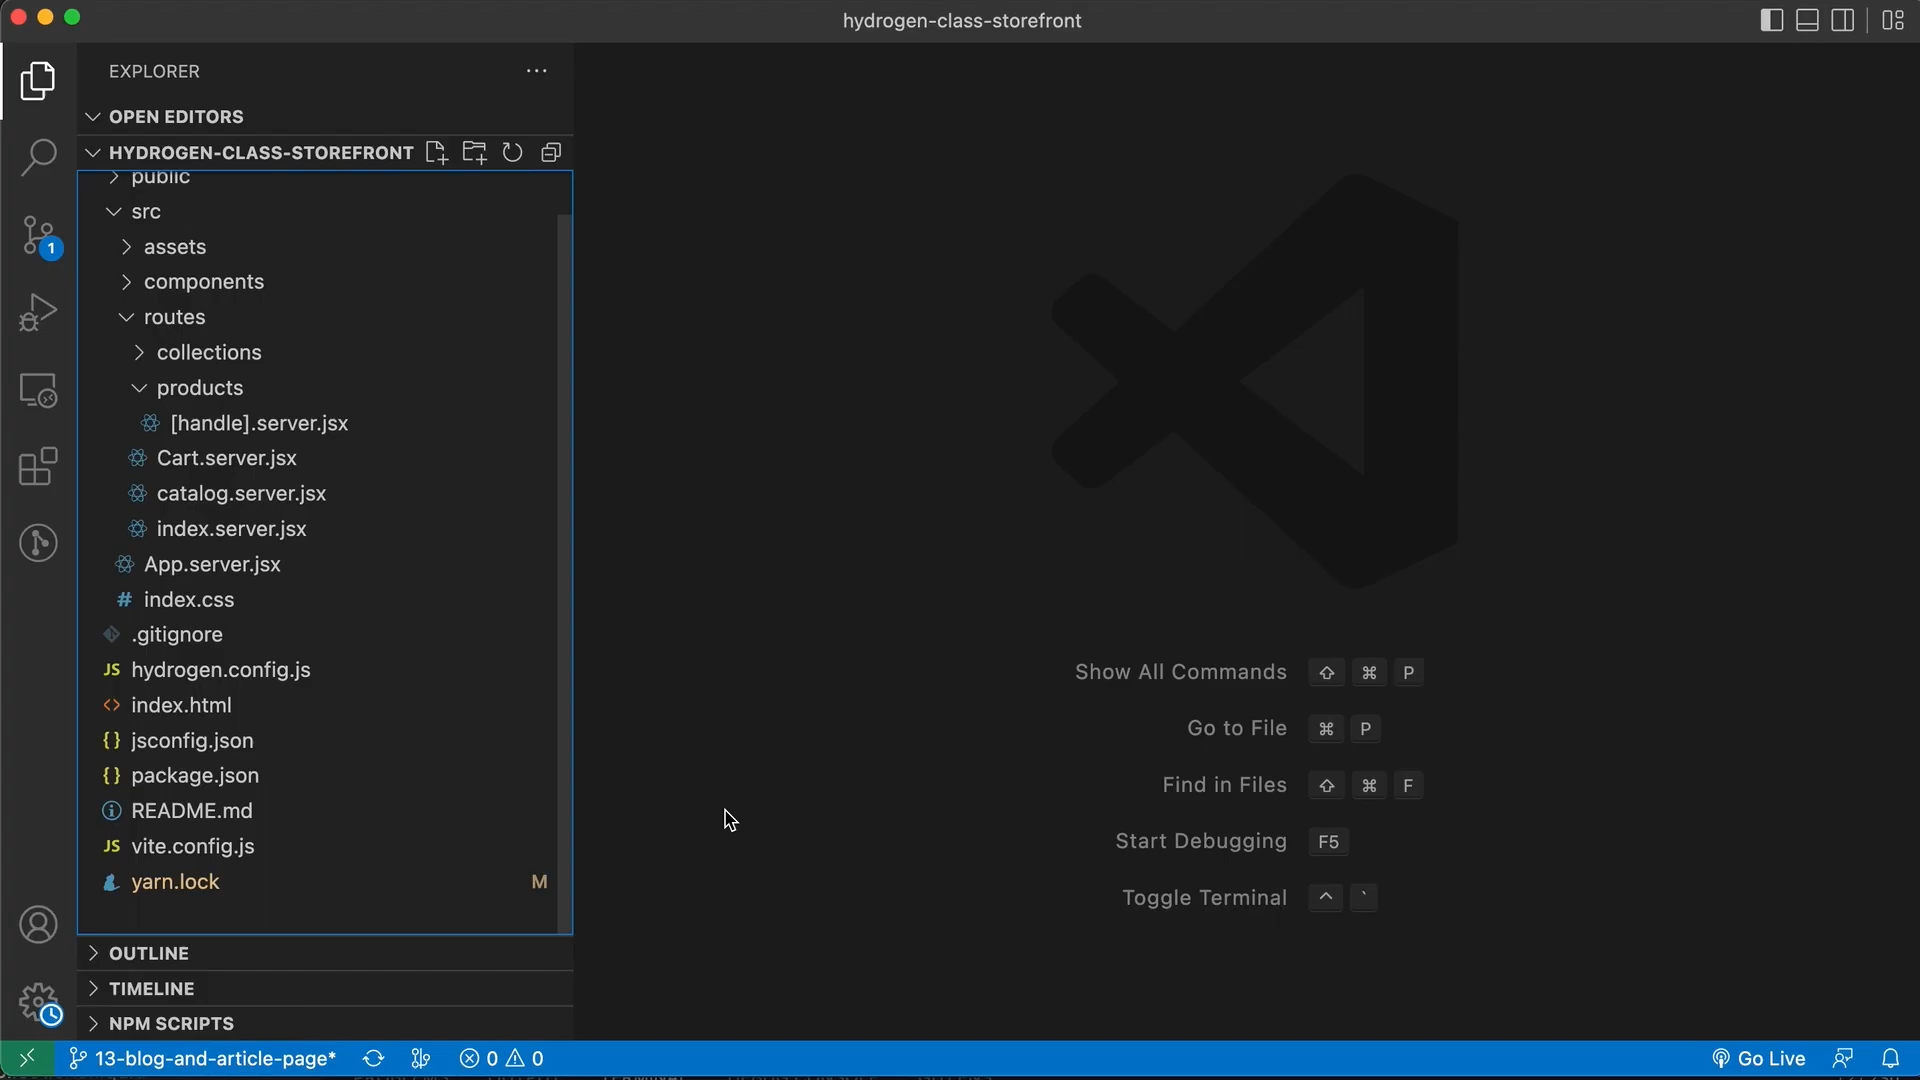 hydrogen-class-storefront
EXPLORER
OPEN EDITORS
HYDROGEN-CLASS-STOREFRONT
public
src
assets
components
routes
collections
products
[handle].server.jsx
Cart.server.jsx
catalog.server.jsx
index.server.jsx
App.server.jsx
# index.css
.gitignore
JS hydrogen.config.js
<> index.html
{} jsconfig.json
{} package.json
README.md
JS vite.config.js
yarn.lock M
OUTLINE
TIMELINE
NPM SCRIPTS
1
Show All Commands ⇧ ⌘ P
Go to File ⌘ P
Find in Files ⇧ ⌘ F
Start Debugging F5
Toggle Terminal ^ `
13-blog-and-article-page* 0 0 Go Live